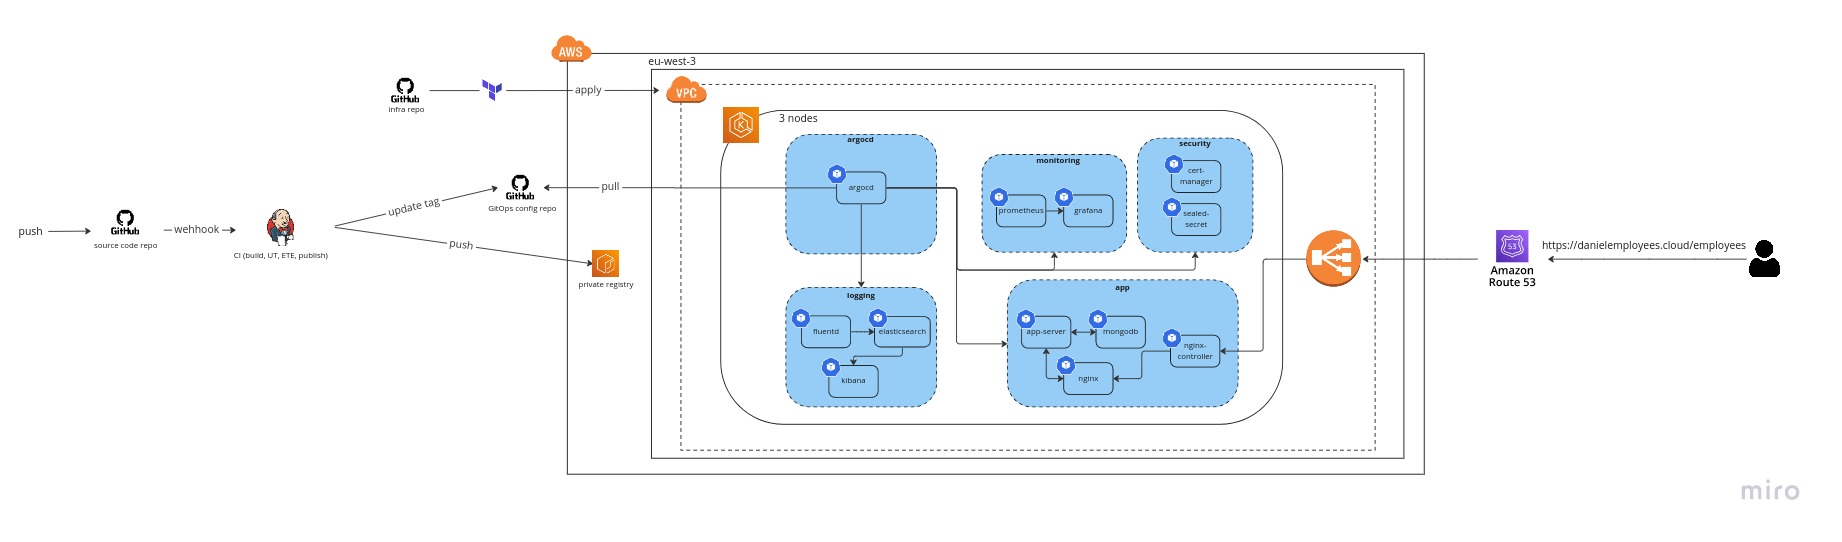 AWS
eu-west-3
VPC
GitHub
infra repo
apply
3 nodes
argocd
argocd
monitoring
prometheus
grafana
security
cert-
manager
sealed-
secret
pull
GitHub
GitOps config repo
update tag
push
GitHub
source code repo
wehhook
CI (build, UT, ETE, publish)
push
private registry
logging
fluentd
elasticsearch
kibana
app
app-server
mongodb
nginx-
controller
nginx
53
Amazon
Route 53
https://danielemployees.cloud/employees
miro